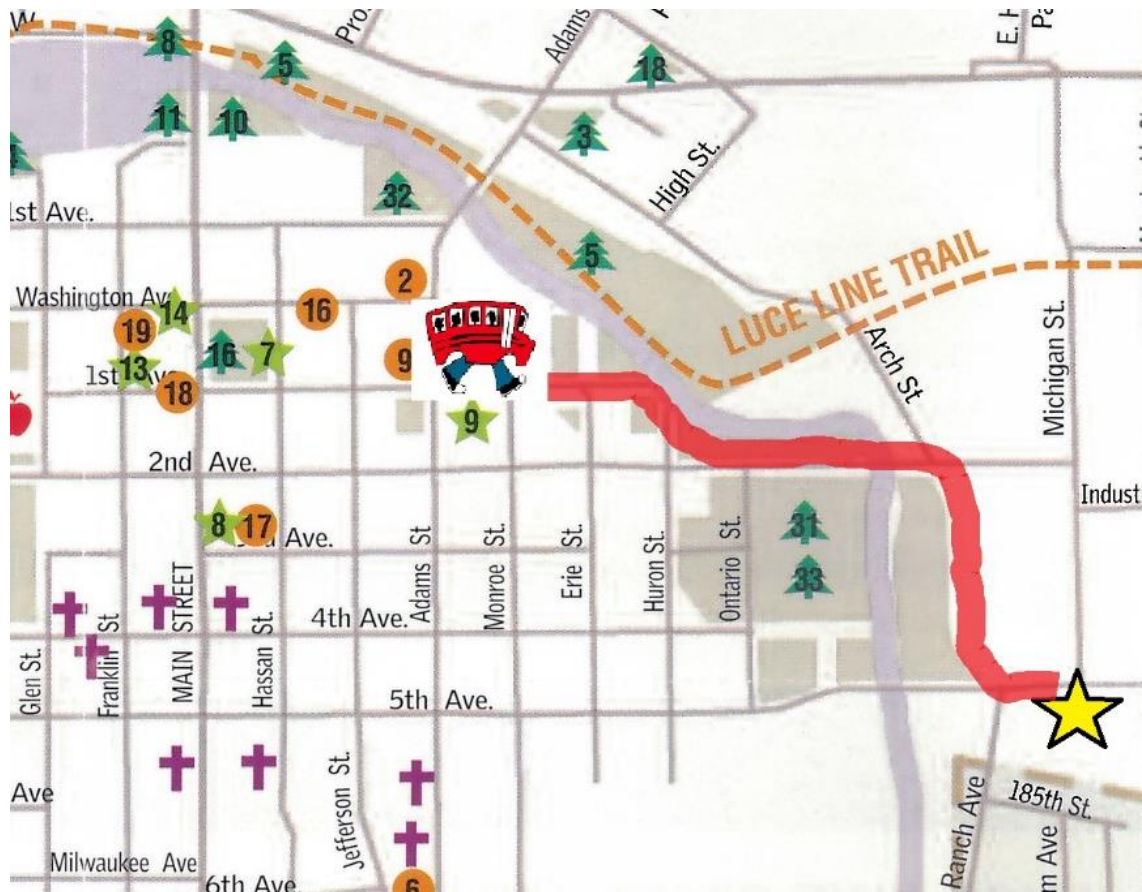 W
Adams
8
5
18
11
10
3
High St.
32
1st Ave.
5
2
LUCE LINE TRAIL
Washington Av
14
16
19
16
7
9
13
1st Av
18
Arch St
Michigan St.
9
2nd Ave.
Indust
8
17
31
33
Ave.
Adams St
Monroe St.
Erie St.
Huron St.
Ontario St.
4th Ave.
Glen St.
Franklin St
MAIN STREET
Hassan St.
5th Ave.
Jefferson St.
Ave
Ranch Ave
185th St.
m Ave
Milwaukee Ave
6th Ave.
6